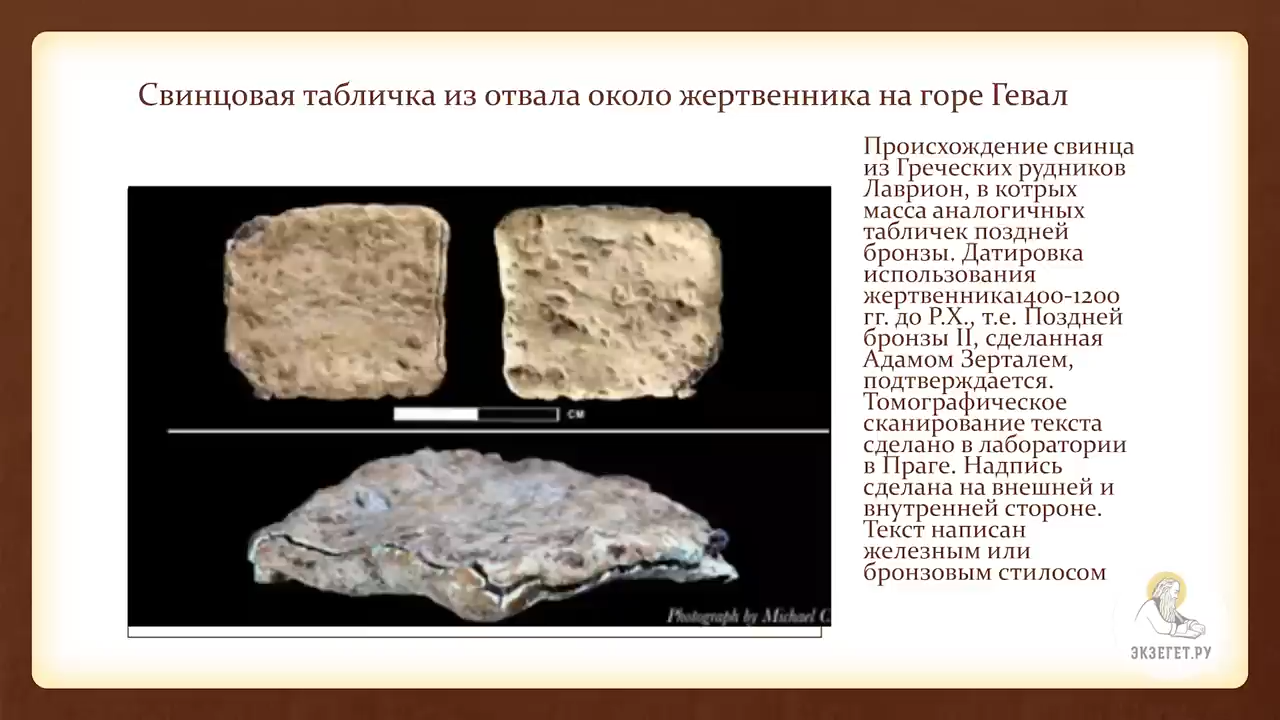 Свинцовая табличка из отвала около жертвенника на горе Гевал
Происхождение свинца
из Греческих рудников
Лаврион, в котрых
масса аналогичных
табличек поздней
бронзы. Датировка
использования
жертвенника1400-1200
гг. до Р.Х., т.е. Поздней
бронзы II, сделанная
Адамом Зерталем,
подтверждается.
Томографическое
сканирование текста
сделано в лаборатории
в Праге. Надпись
сделана на внешней и
внутренней стороне.
Текст написан
железным или
бронзовым стилосом
CM
Photograph by Michael C
ЭКЗЕГЕТ.РУ